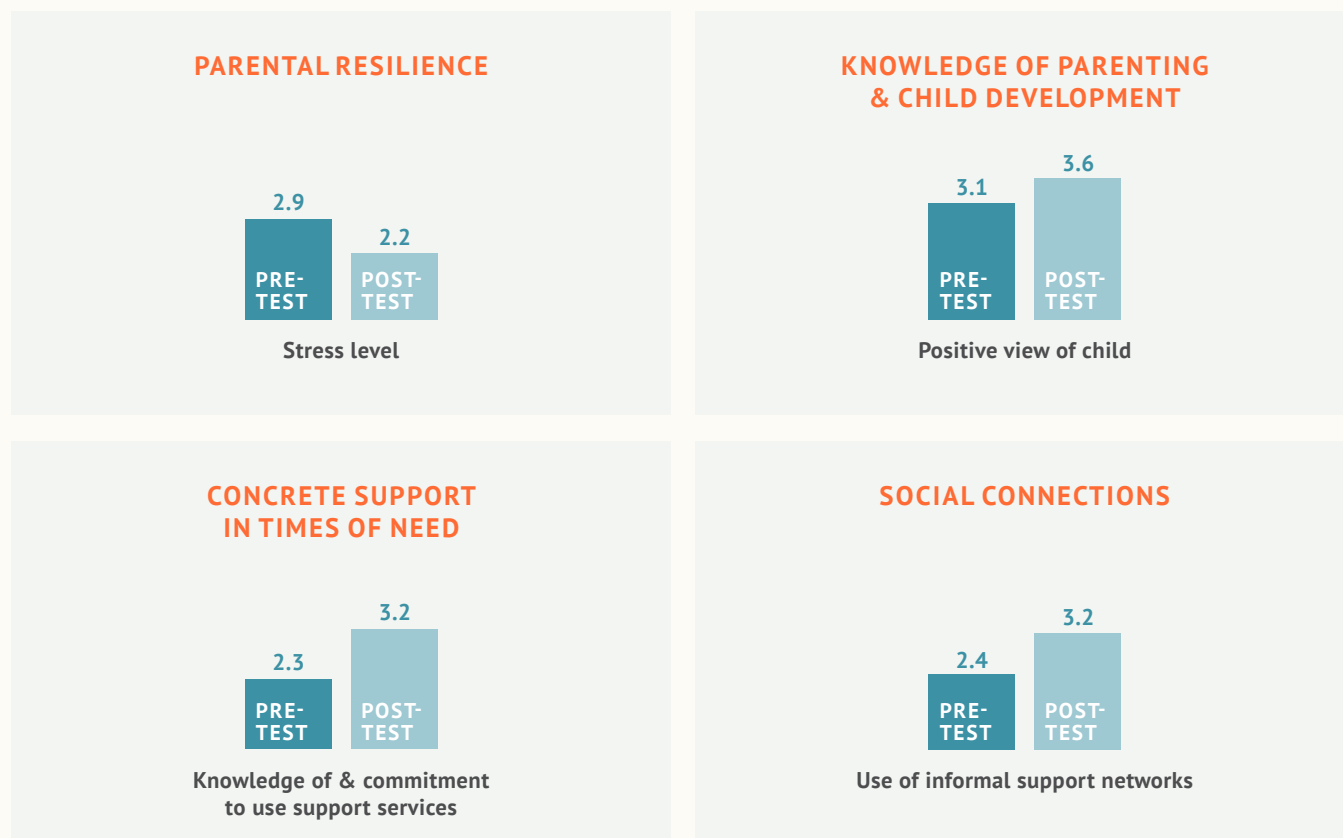 PARENTAL RESILIENCE
2.9
2.2
PRE-
TEST
POST-
TEST
Stress level
KNOWLEDGE OF PARENTING
& CHILD DEVELOPMENT
3.1
3.6
PRE-
TEST
POST-
TEST
Positive view of child
CONCRETE SUPPORT
IN TIMES OF NEED
2.3
3.2
PRE-
TEST
POST-
TEST
Knowledge of & commitment
to use support services
SOCIAL CONNECTIONS
2.4
3.2
PRE-
TEST
POST-
TEST
Use of informal support networks